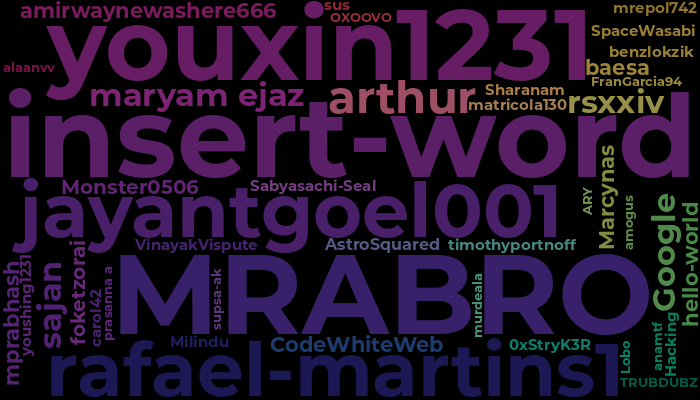 amirwaynewashere666
sus
OXOOVO
mrepol742
youxin1231
SpaceWasabi
benzlokzik
alaanvv
baesa
FranGarcia94
maryam ejaz
arthur
Sharanam
matricola130
rsxxiv
insert-word
Monster0506
Sabyasachi-Seal
jayantgoel001
ARY
Marcynas
amogus
Google
hello-world
VinayakVispute
AstroSquared
timothyportnoff
mprabhash
youshing1231
sajan
foketzorai
carol42
prasanna a
MRABRO
supsa-ak
murdeala
Milindu
CodeWhiteWeb
0xStryK3R
Lobo
anamtf
Hacking
rafael-martins1
TRUBDUBZ